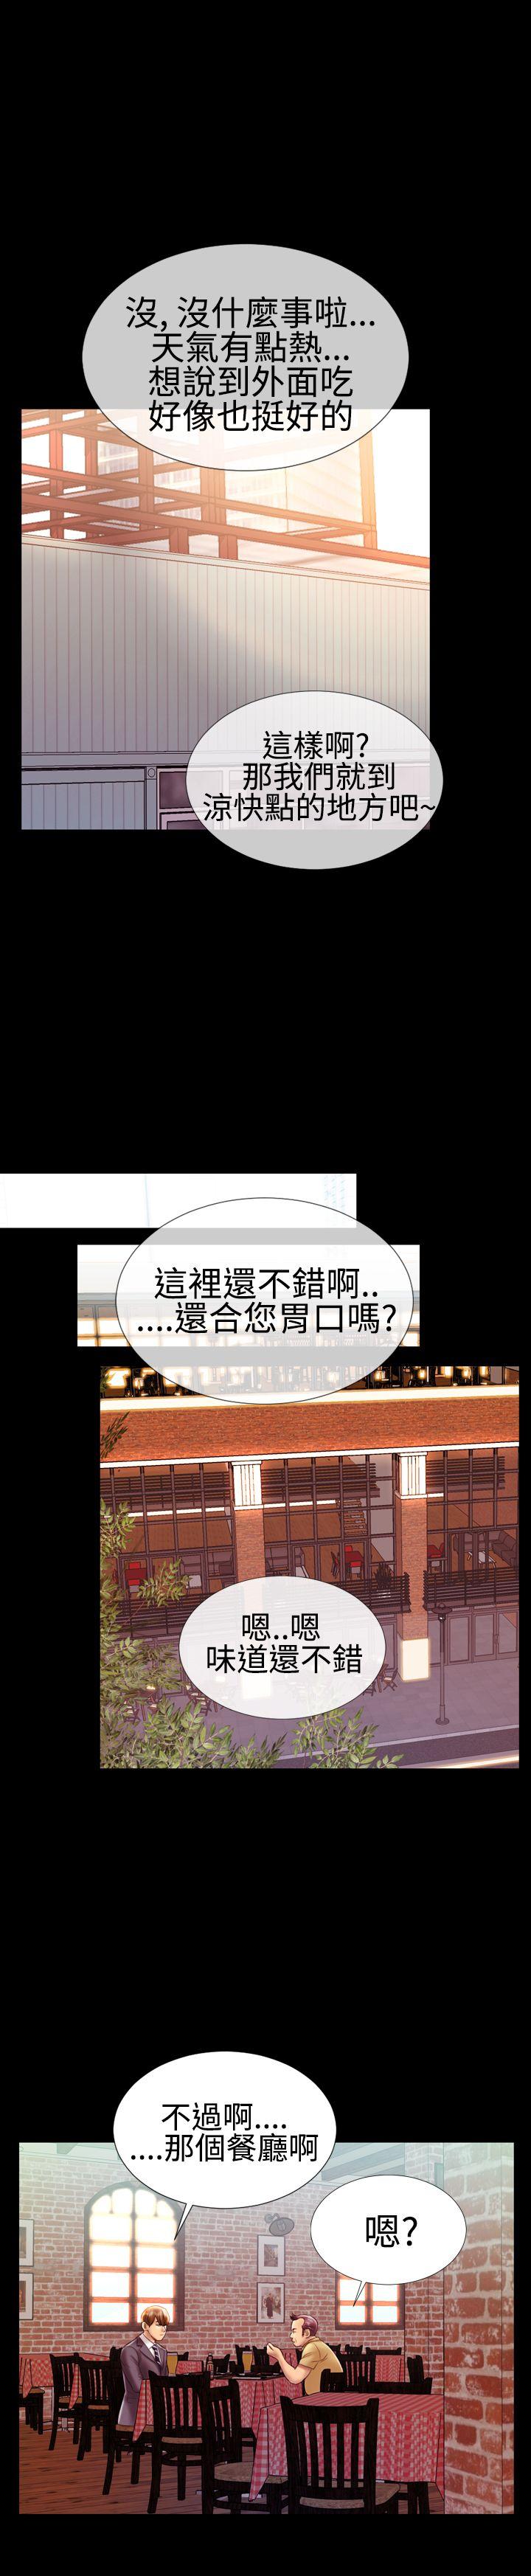 沒, 沒什麼事啦...
天氣有點熱...
想說到外面吃
好像也挺好的
這樣啊?
那我們就到
涼快點的地方吧~
這裡還不錯啊..
....還合您胃口嗎?
嗯..嗯
味道還不錯
不過啊....
....那個餐廳啊
嗯?